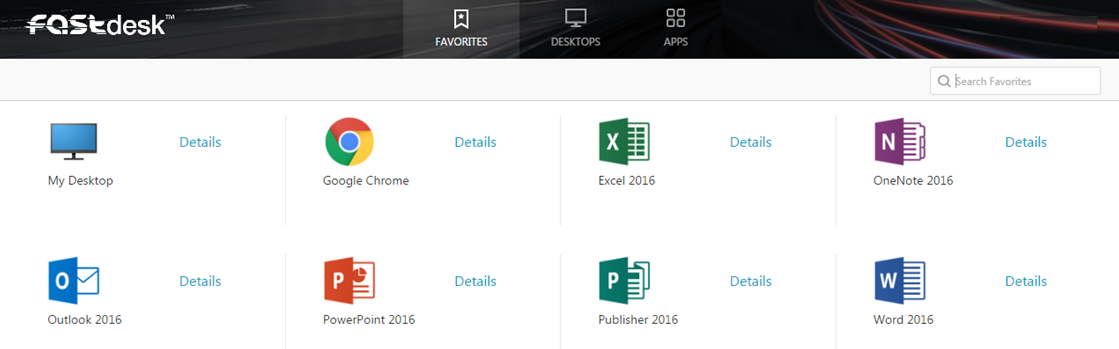 fastdesk™
FAVORITES DESKTOPS APPS
Search Favorites
Details Details Details Details
My Desktop Google Chrome Excel 2016 OneNote 2016
Details Details Details Details
Outlook 2016 PowerPoint 2016 Publisher 2016 Word 2016